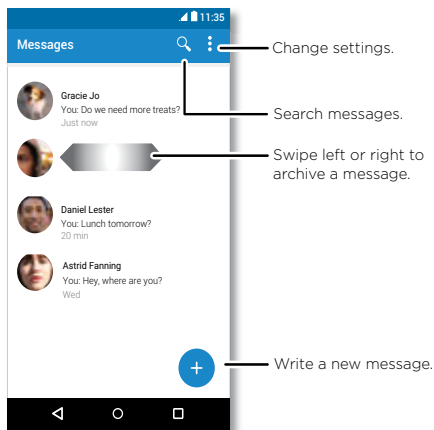 11:35
Messages
Change settings.
Gracie Jo
You: Do we need more treats?
Just now
Search messages.
Swipe left or right to
archive a message.
Daniel Lester
You: Lunch tomorrow?
20 min
Astrid Fanning
You: Hey, where are you?
Wed
Write a new message.